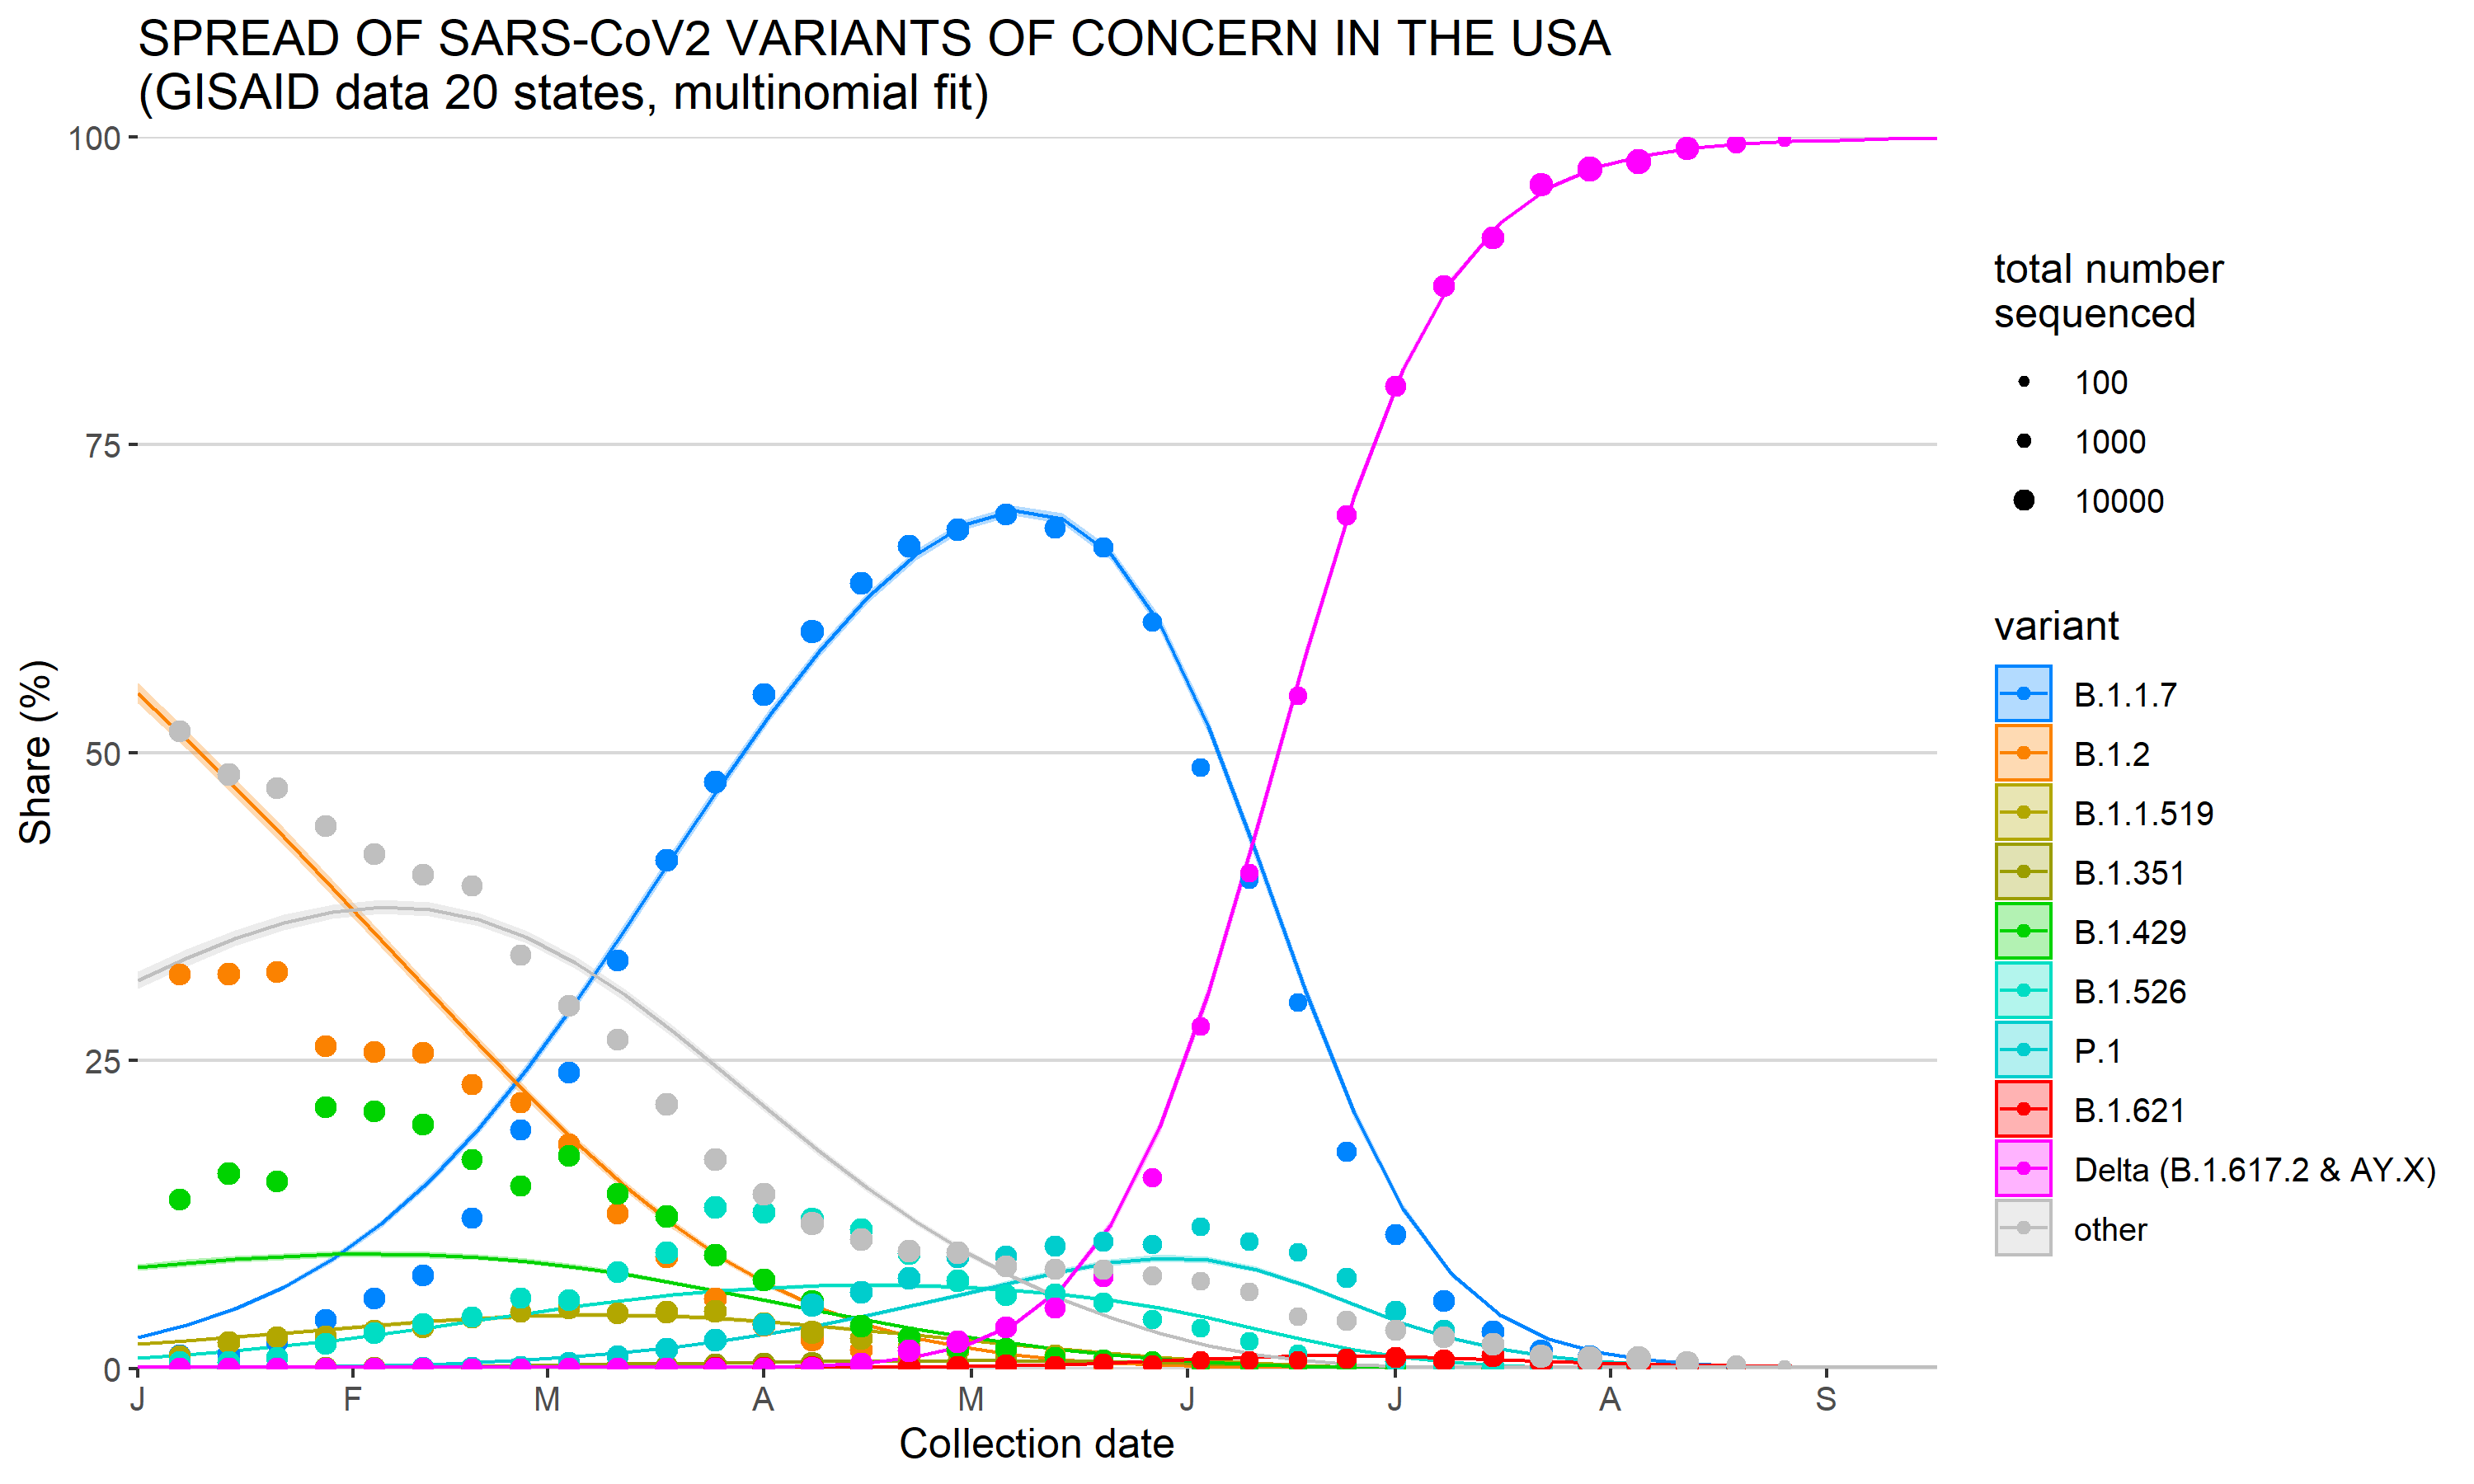 SPREAD OF SARS-CoV2 VARIANTS OF CONCERN IN THE USA
(GISAID data 20 states, multinomial fit)
100
75
50
25
0
Share (%)
J
F
M
A
M
J
J
A
S
Collection date
total number
sequenced
100
1000
10000
variant
B.1.1.7
B.1.2
B.1.1.519
B.1.351
B.1.429
B.1.526
P.1
B.1.621
Delta (B.1.617.2 & AY.X)
other